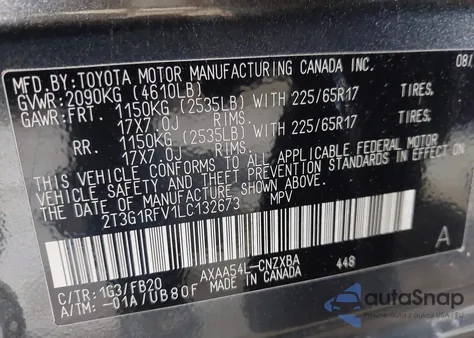 MFD.BY:TOYOTA MOTOR MANUFACTURING CANADA INC. 08/
GVWR:2090KG (4610LB)
GAWR:FRT. 1150KG (2535LB) WITH 225/65R17 TIRES.
17X7.0J RIMS.
RR. 1150KG (2535LB) WITH 225/65R17 TIRES.
17X7.0J RIMS.
THIS VEHICLE CONFORMS TO ALL APPLICABLE FEDERAL MOTOR
VEHICLE SAFETY STANDARDS IN EFFECT ON THE
DATE OF MANUFACTURE SHOWN ABOVE.
2T3G1RFV1LC132673 MPV
C/TR:1G3/FB20 AXAA54L-CNZXBA 448 A
A/TM:-01A/UB80F MADE IN CANADA
autoSnap